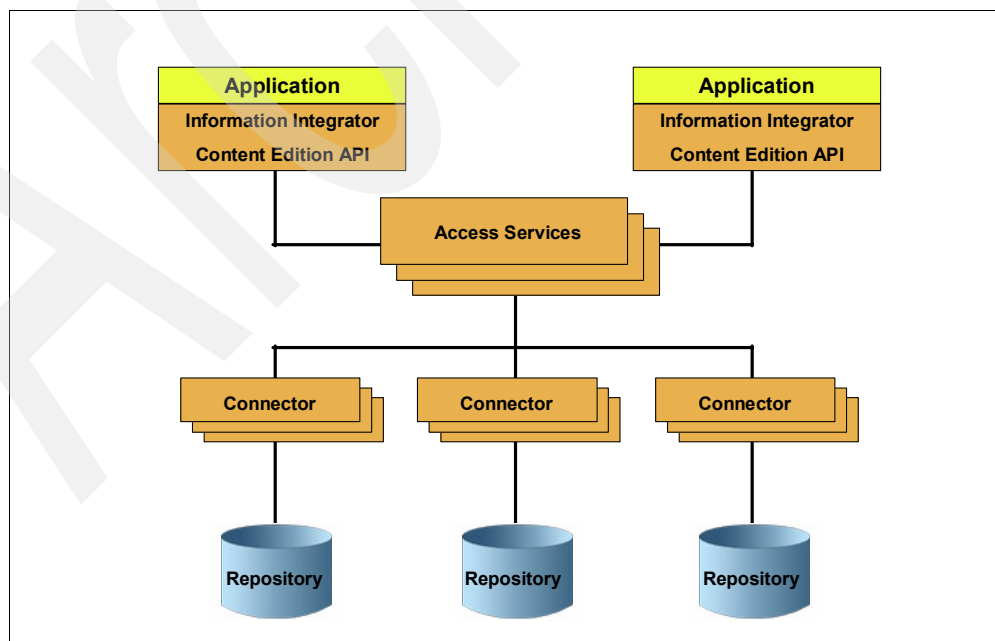 Application
Information Integrator
Content Edition API
Application
Information Integrator
Content Edition API
Access Services
Connector
Connector
Connector
Repository
Repository
Repository